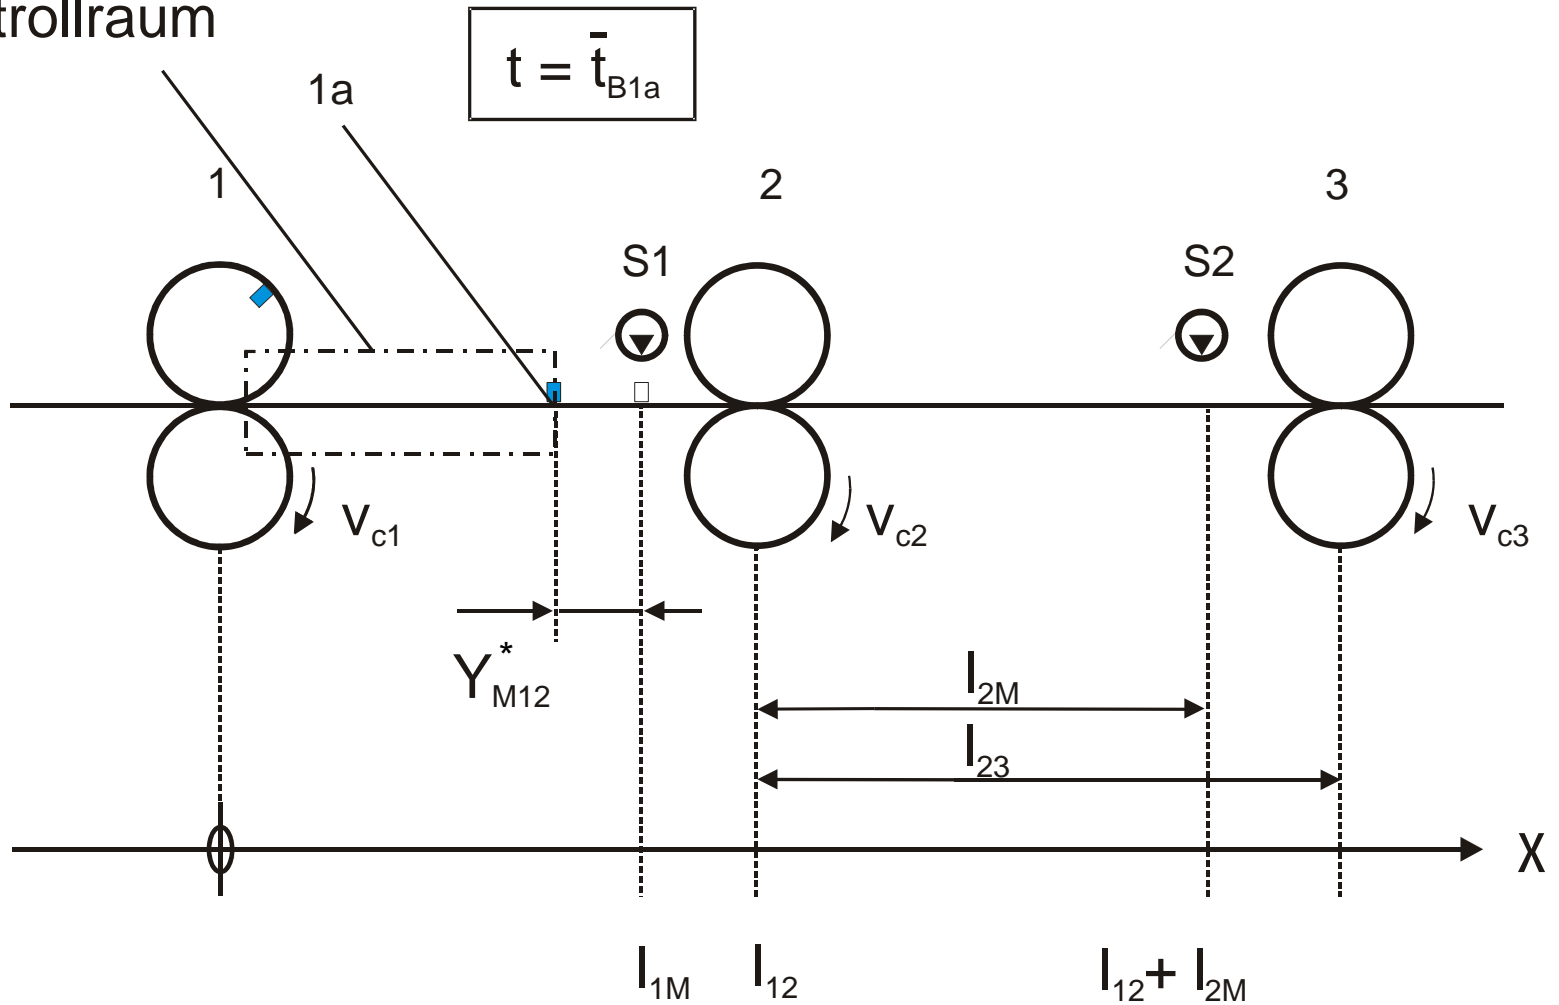 trollraum
t = t̄B1a
1a
1 2 3
S1 S2
vc1 vc2 vc3
Y*M12
l2M
l23
X
l1M l12 l12+ l2M